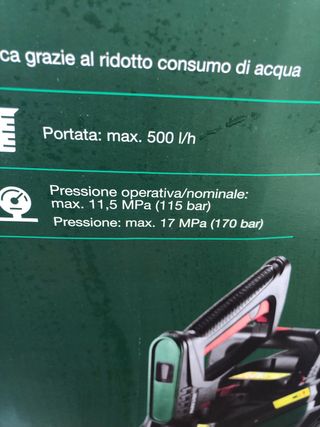 ca grazie al ridotto consumo di acqua
Portata: max. 500 l/h
Pressione operativa/nominale:
max. 11,5 MPa (115 bar)
Pressione: max. 17 MPa (170 bar)